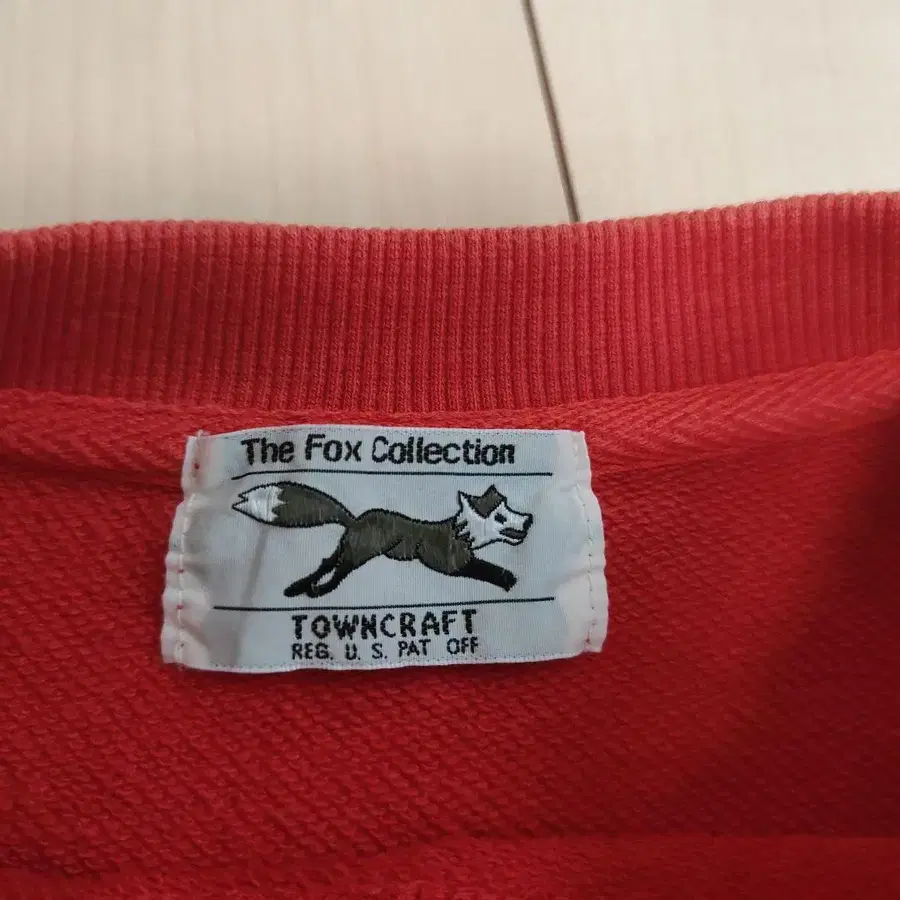 The Fox Collection
TOWNCRAFT
REG. U. S. PAT OFF